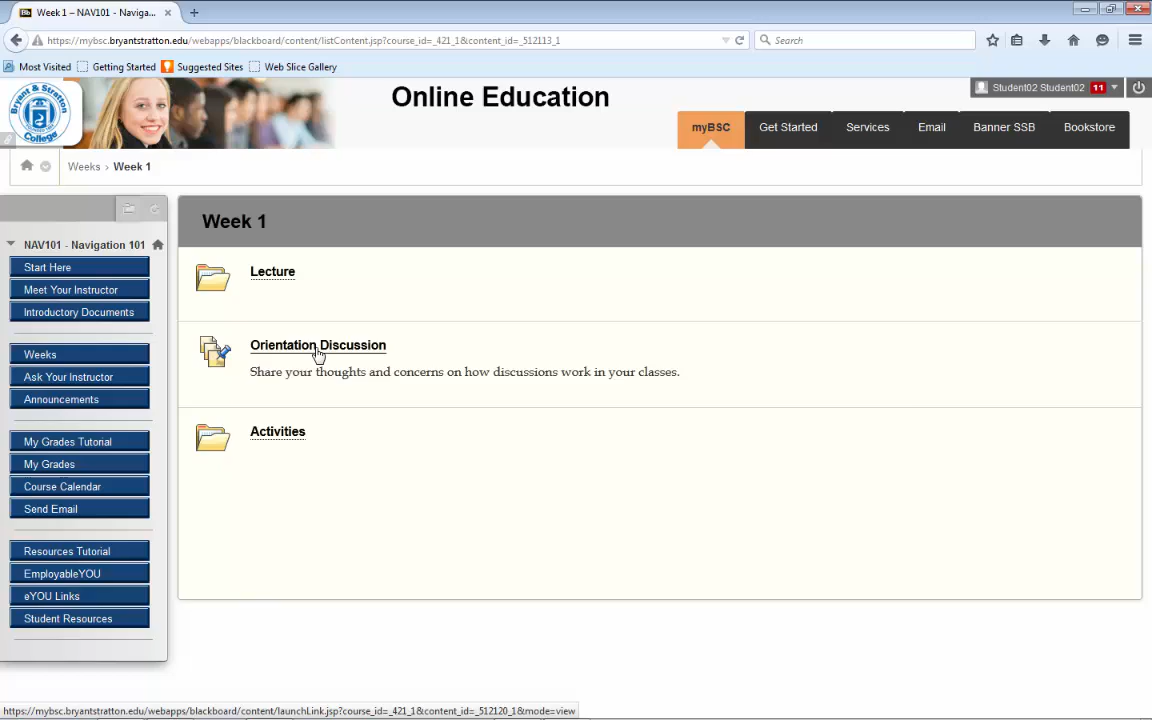 Bb Week 1 – NAV101 - Naviga...
https://mybsc.bryantstratton.edu/webapps/blackboard/content/listContent.jsp?course_id=_421_1&content_id=_512113_1
Search
Most Visited Getting Started Suggested Sites Web Slice Gallery
BRYANT & STRATTON COLLEGE
Online Education
Student02 Student02 11
myBSC Get Started Services Email Banner SSB Bookstore
Weeks > Week 1
NAV101 - Navigation 101
Start Here
Meet Your Instructor
Introductory Documents
Weeks
Ask Your Instructor
Announcements
My Grades Tutorial
My Grades
Course Calendar
Send Email
Resources Tutorial
EmployableYOU
eYOU Links
Student Resources
Week 1
Lecture
Orientation Discussion
Share your thoughts and concerns on how discussions work in your classes.
Activities
https://mybsc.bryantstratton.edu/webapps/blackboard/content/launchLink.jsp?course_id=_421_1&content_id=_512120_1&mode=view